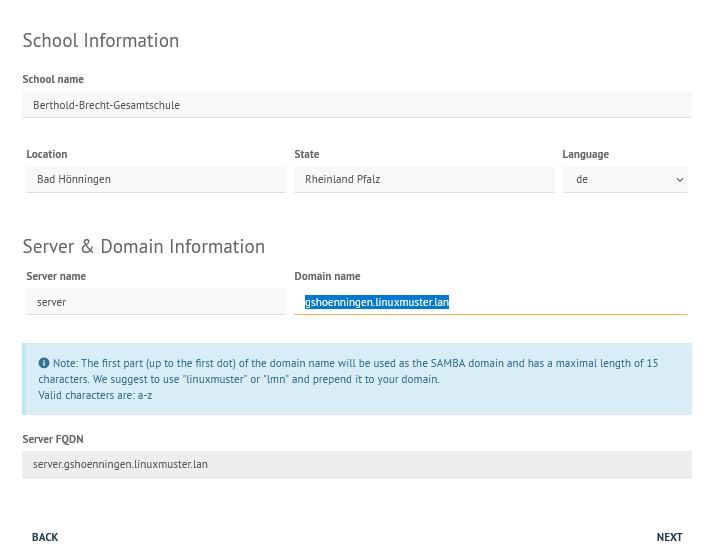 School Information
School name
Berthold-Brecht-Gesamtschule
Location State Language
Bad Hönningen Rheinland Pfalz de
Server & Domain Information
Server name Domain name
server gshoenningen.linuxmuster.lan
Note: The first part (up to the first dot) of the domain name will be used as the SAMBA domain and has a maximal length of 15
characters. We suggest to use "linuxmuster" or "lmn" and prepend it to your domain.
Valid characters are: a-z
Server FQDN
server.gshoenningen.linuxmuster.lan
BACK NEXT